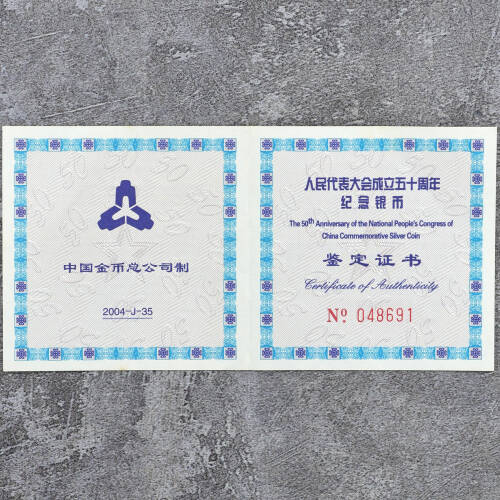 中国金币总公司制
2004-J-35
人民代表大会成立五十周年
纪念银币
The 50th Anniversary of the National People's Congress of
China Commemorative Silver Coin
鉴定证书
Certificate of Authenticity
Nº 048691